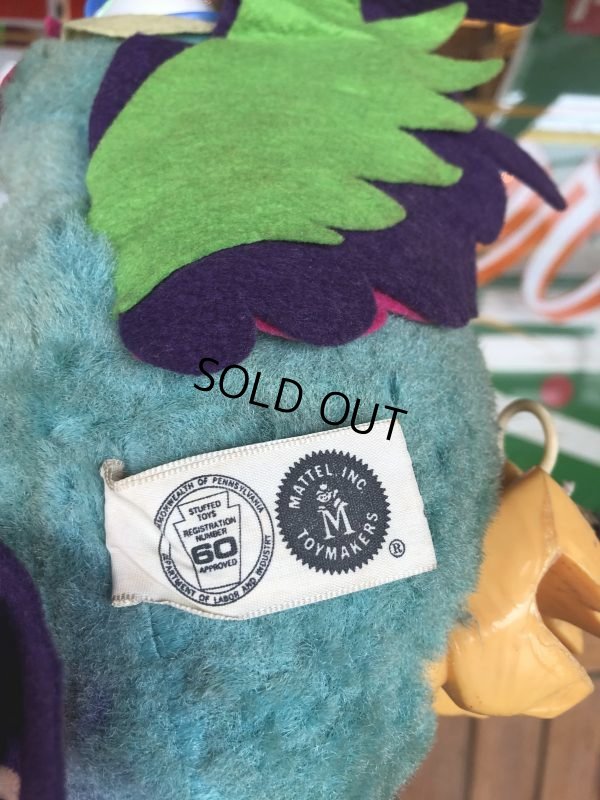 SOLD OUT
COMMONWEALTH OF PENNSYLVANIA
STUFFED
TOYS
REGISTRATION
NUMBER
60
APPROVED
DEPARTMENT OF LABOR AND INDUSTRY
MATTEL, INC.
M
TOYMAKERS
®